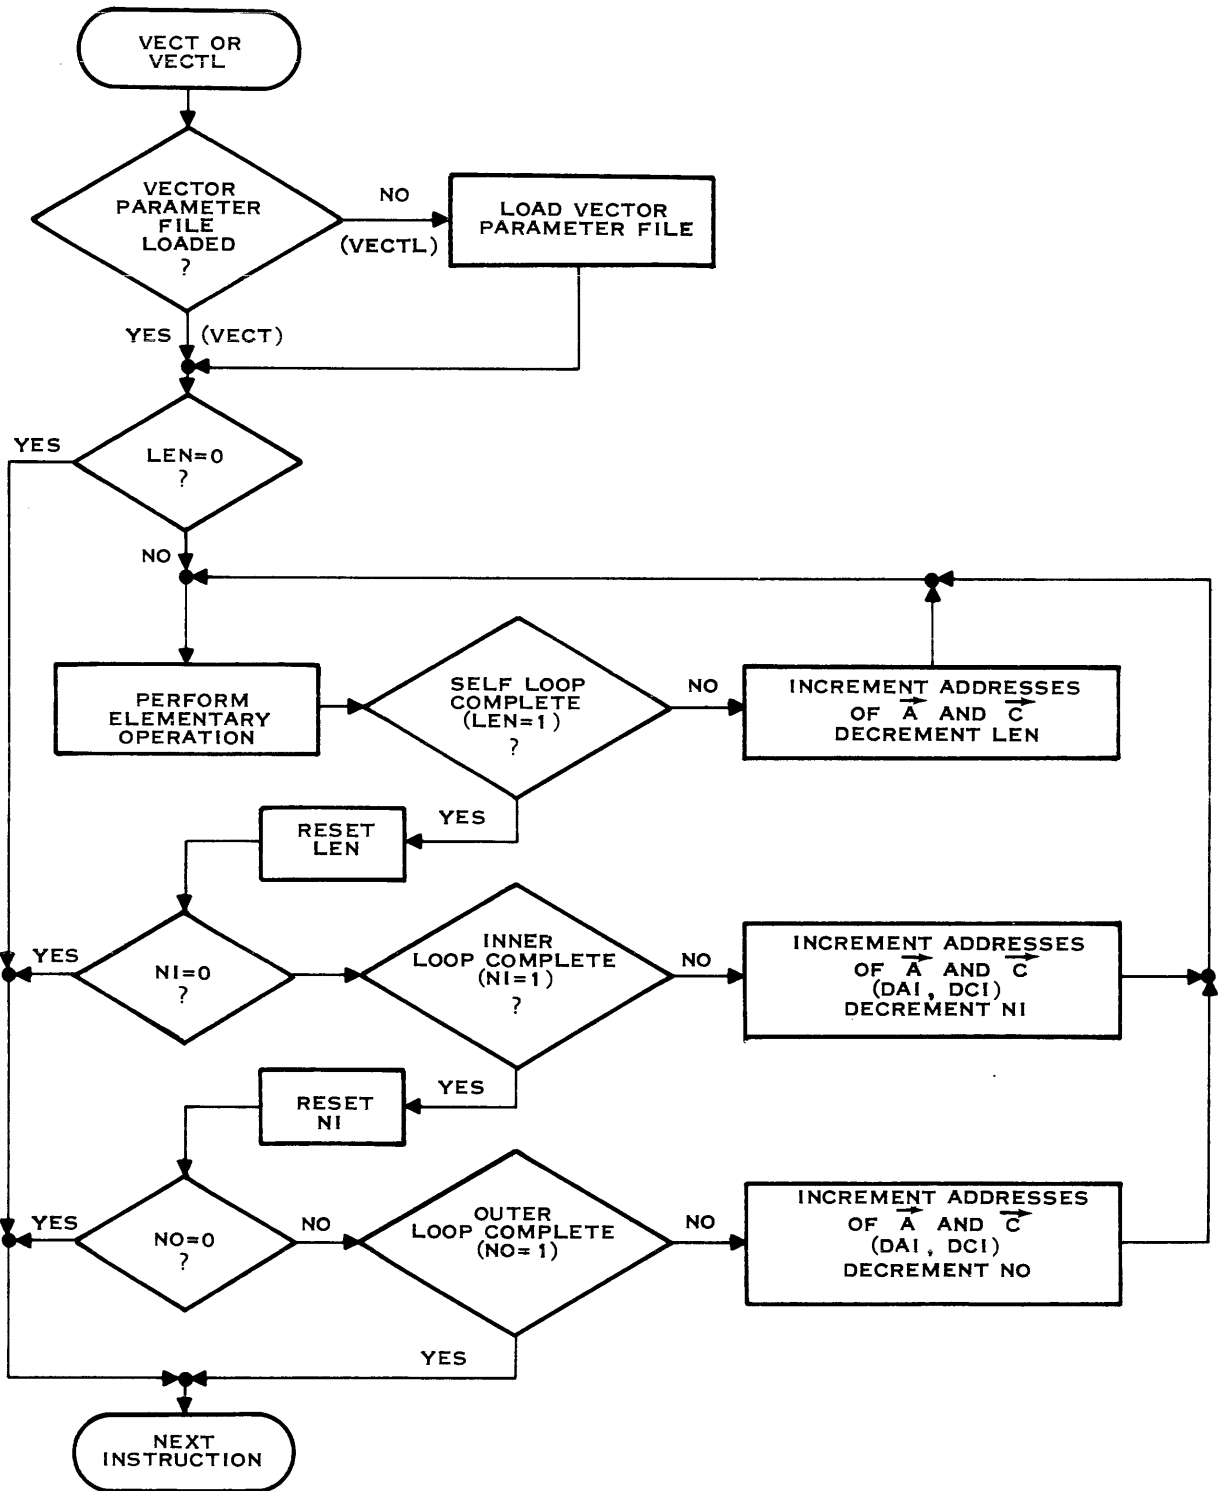 VECT OR
VECTL
VECTOR
PARAMETER
FILE
LOADED
?
NO
(VECTL)
LOAD VECTOR
PARAMETER FILE
YES (VECT)
YES
LEN=0
?
NO
PERFORM
ELEMENTARY
OPERATION
SELF LOOP
COMPLETE
(LEN=1)
?
NO
INCREMENT ADDRESSES
OF A AND C
DECREMENT LEN
YES
RESET
LEN
YES
NI=0
?
INNER
LOOP COMPLETE
(NI=1)
?
NO
INCREMENT ADDRESSES
OF A AND C
(DAI, DCI)
DECREMENT NI
YES
RESET
NI
YES
NO=0
?
NO
OUTER
LOOP COMPLETE
(NO=1)
NO
INCREMENT ADDRESSES
OF A AND C
(DAI, DCI)
DECREMENT NO
YES
NEXT
INSTRUCTION